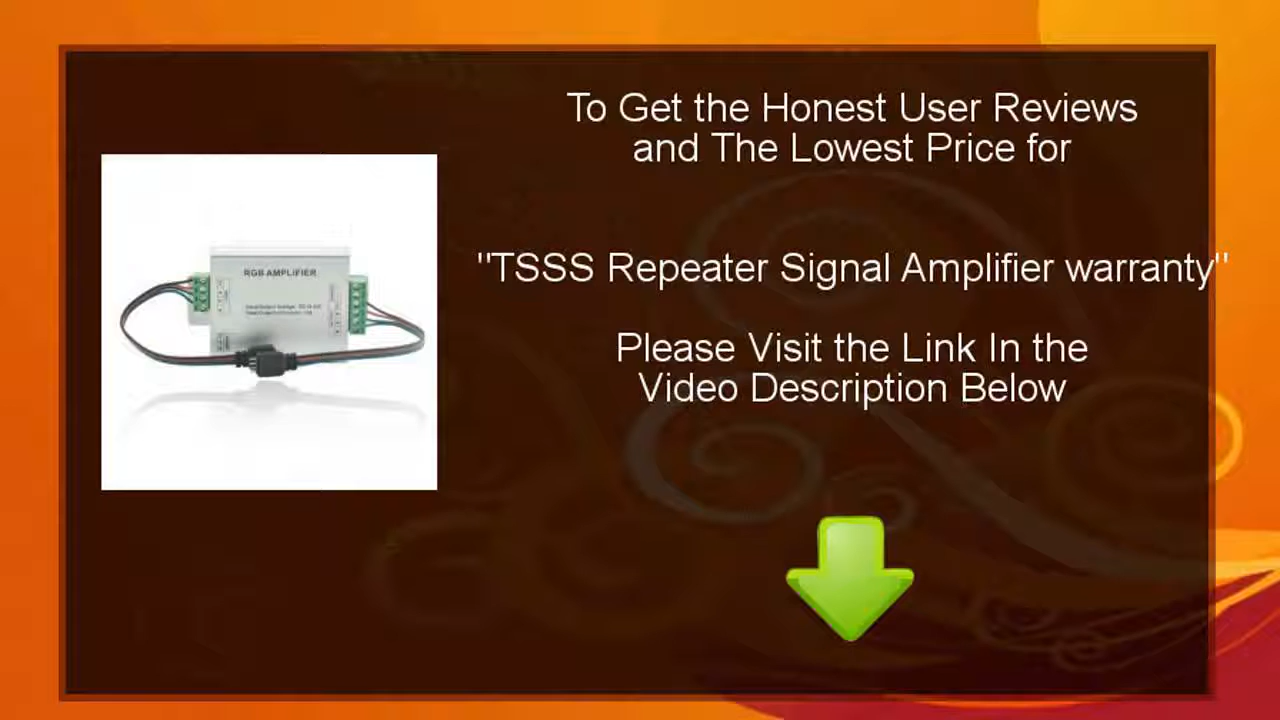 To Get the Honest User Reviews
and The Lowest Price for
"TSSS Repeater Signal Amplifier warranty"
Please Visit the Link In the
Video Description Below
RGB AMPLIFIER